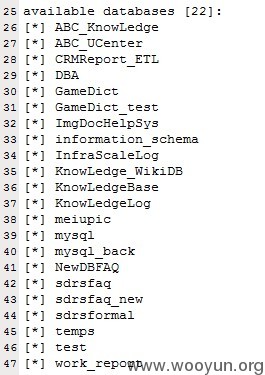 25 available databases [22]:
26 [*] ABC_KnowLedge
27 [*] ABC_UCenter
28 [*] CRMReport_ETL
29 [*] DBA
30 [*] GameDict
31 [*] GameDict_test
32 [*] ImgDocHelpSys
33 [*] information_schema
34 [*] InfraScaleLog
35 [*] KnowLedge_WikiDB
36 [*] KnowLedgeBase
37 [*] KnowLedgeLog
38 [*] meiupic
39 [*] mysql
40 [*] mysql_back
41 [*] NewDBFAQ
42 [*] sdrsfaq
43 [*] sdrsfaq_new
44 [*] sdrsformal
45 [*] temps
46 [*] test
47 [*] work_report
www.wooyun.org